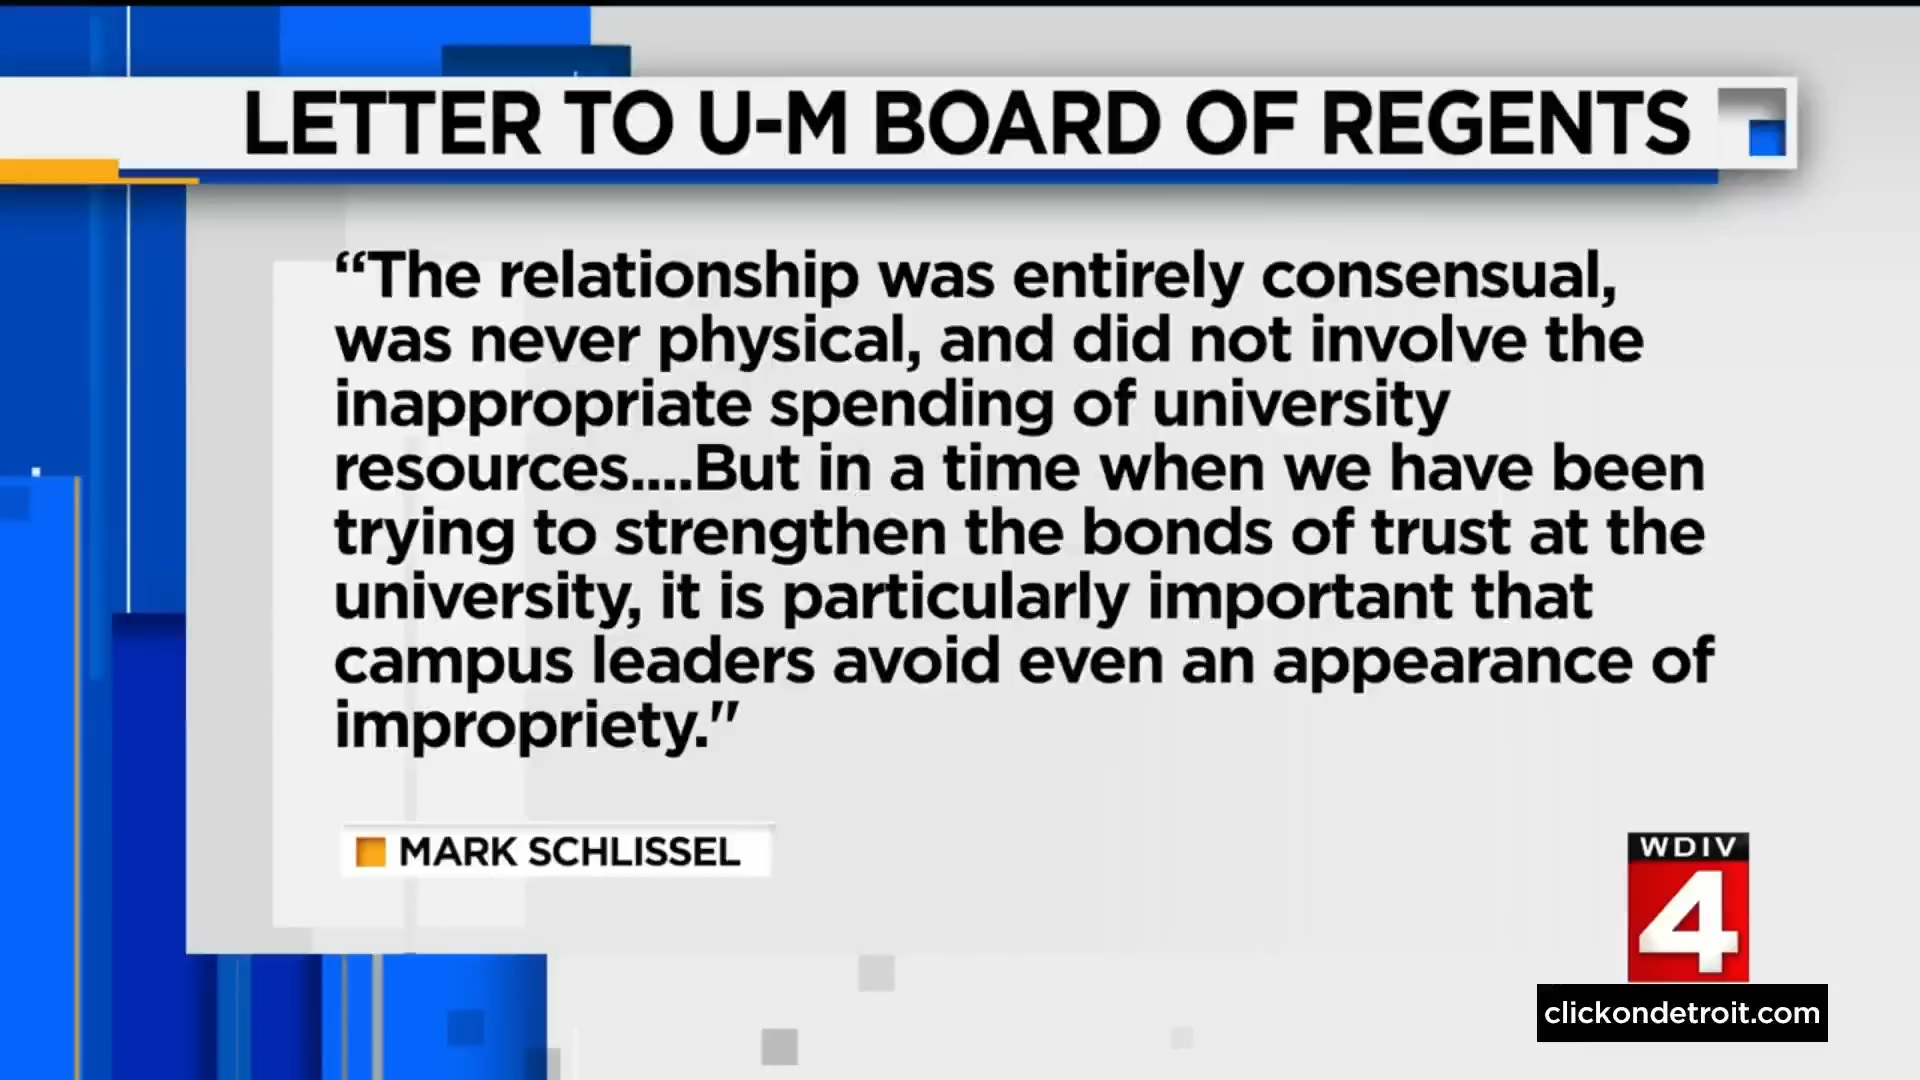 LETTER TO U-M BOARD OF REGENTS
“The relationship was entirely consensual,
was never physical, and did not involve the
inappropriate spending of university
resources....But in a time when we have been
trying to strengthen the bonds of trust at the
university, it is particularly important that
campus leaders avoid even an appearance of
impropriety."
MARK SCHLISSEL
WDIV
4
clickondetroit.com